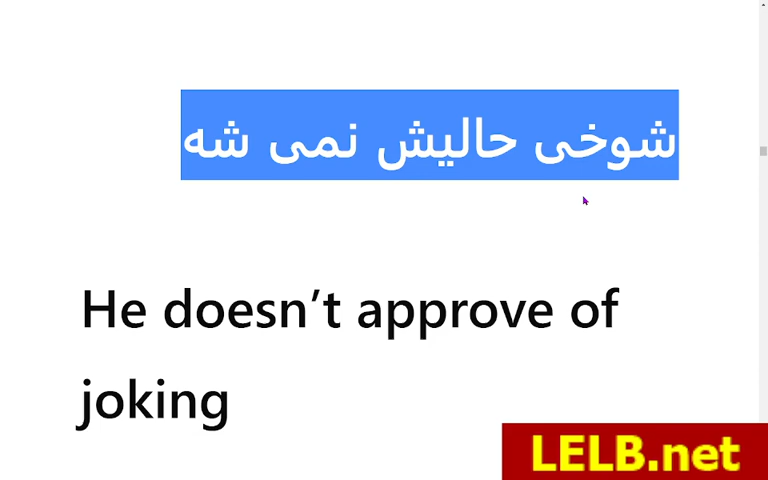 شوخی حالیش نمی شه
He doesn’t approve of
joking
LELB.net